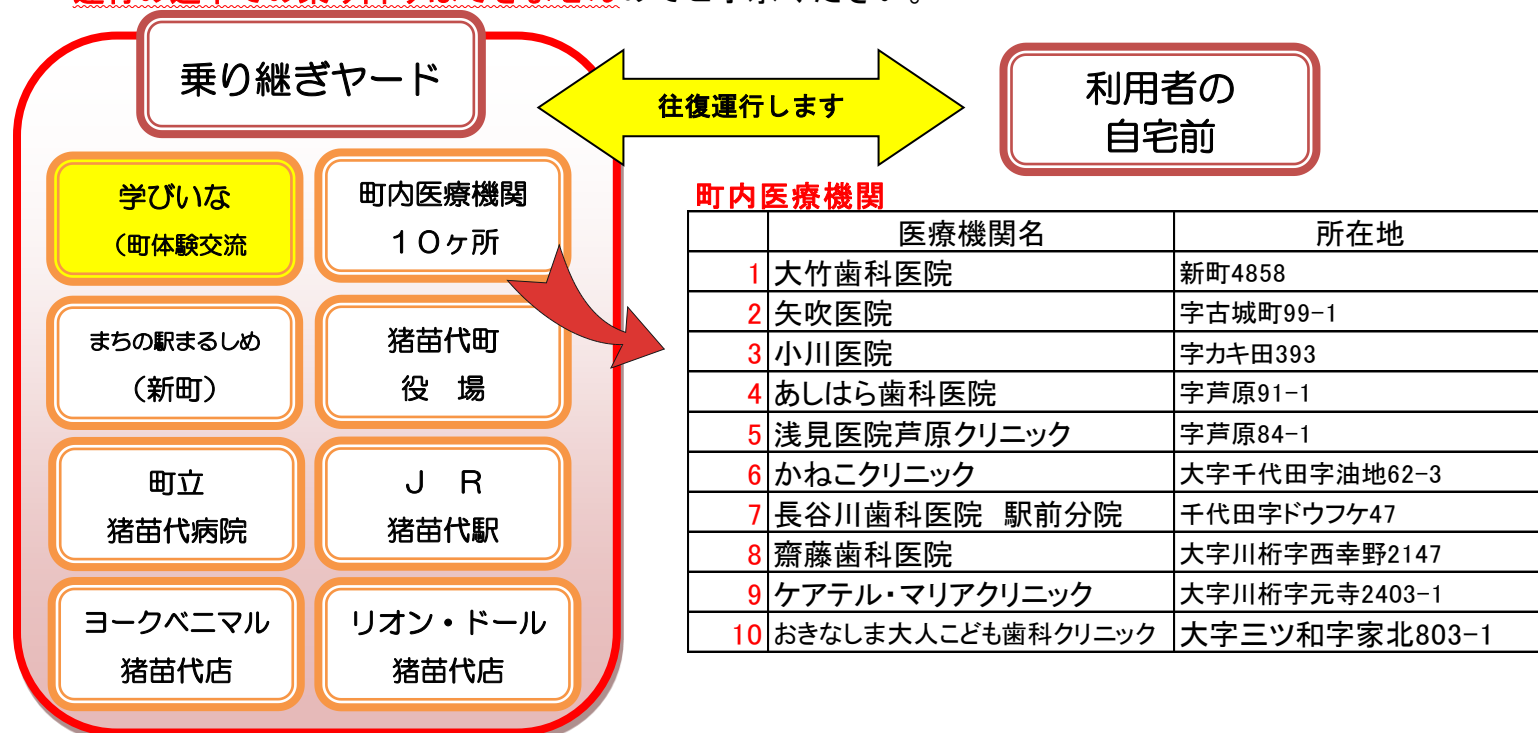 のでご了承ください。
乗り継ぎヤード
往復運行します
利用者の
自宅前
学びいな
（町体験交流
町内医療機関
１０ヶ所
まちの駅まるしめ
（新町）
猪苗代町
役　場
町立
猪苗代病院
Ｊ　Ｒ
猪苗代駅
ヨークベニマル
猪苗代店
リオン・ドール
猪苗代店
町内医療機関
医療機関名 所在地
1 大竹歯科医院 新町4858
2 矢吹医院 字古城町99-1
3 小川医院 字カキ田393
4 あしはら歯科医院 字芦原91-1
5 浅見医院芦原クリニック 字芦原84-1
6 かねこクリニック 大字千代田字油地62-3
7 長谷川歯科医院　駅前分院 千代田字ドウフケ47
8 齋藤歯科医院 大字川桁字西幸野2147
9 ケアテル・マリアクリニック 大字川桁字元寺2403-1
10 おきなしま大人こども歯科クリニック 大字三ツ和字家北803-1